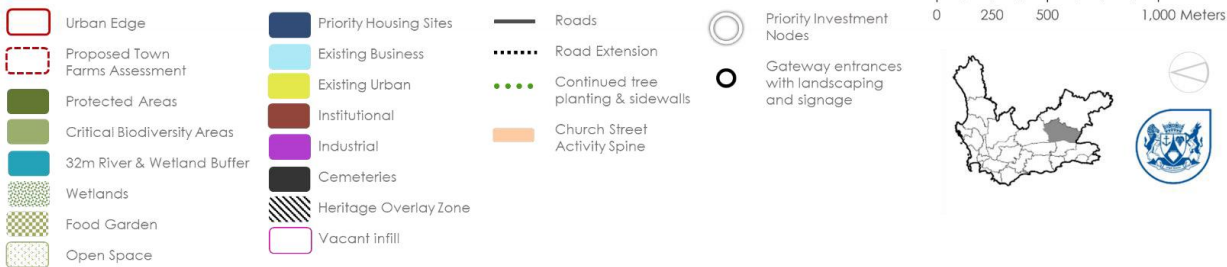 Urban Edge
Proposed Town
Farms Assessment
Protected Areas
Critical Biodiversity Areas
32m River & Wetland Buffer
Wetlands
Food Garden
Open Space
Priority Housing Sites
Existing Business
Existing Urban
Institutional
Industrial
Cemeteries
Heritage Overlay Zone
Vacant infill
Roads
Road Extension
Continued tree
planting & sidewalls
Church Street
Activity Spine
Priority Investment
Nodes
Gateway entrances
with landscaping
and signage
0 250 500 1,000 Meters